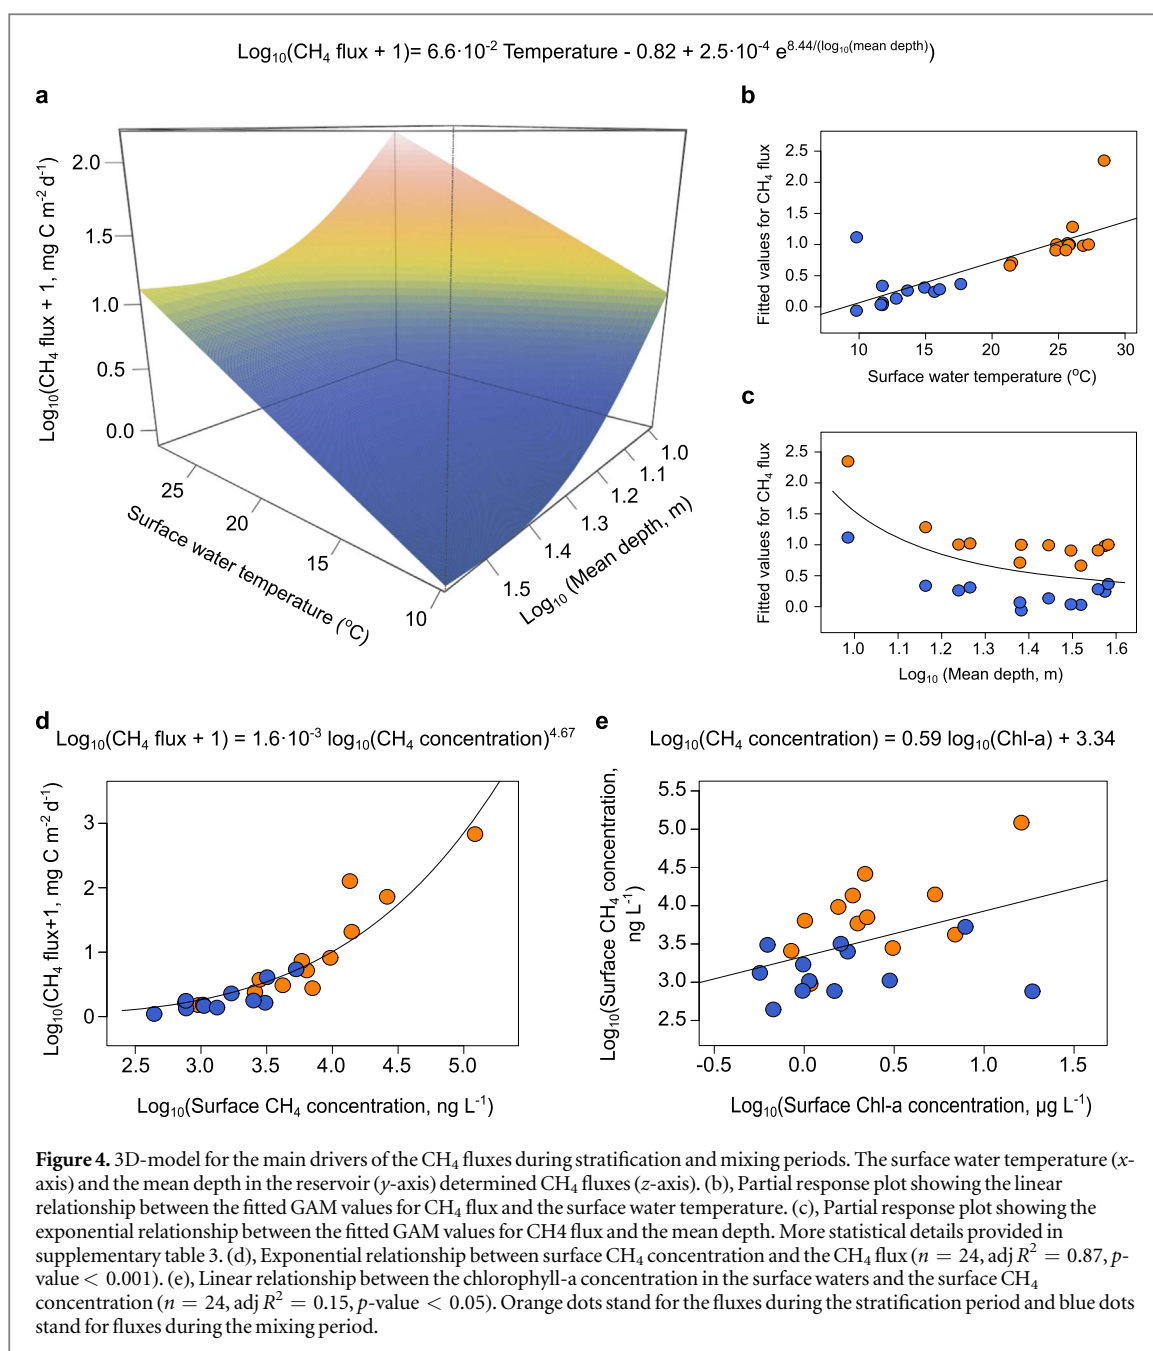 Log₁₀(CH₄ flux + 1)= 6.6·10⁻² Temperature - 0.82 + 2.5·10⁻⁴ e^8.44/(log₁₀(mean depth))
a
Log₁₀(CH₄ flux + 1, mg C m⁻² d⁻¹)
2.0
1.5
1.0
0.5
0.0
25
20
15
10
Surface water temperature (°C)
1.0
1.1
1.2
1.3
1.4
1.5
Log₁₀ (Mean depth, m)
b
Fitted values for CH₄ flux
2.5
2.0
1.5
1.0
0.5
0.0
10 15 20 25 30
Surface water temperature (°C)
c
Fitted values for CH₄ flux
2.5
2.0
1.5
1.0
0.5
0.0
1.0 1.1 1.2 1.3 1.4 1.5 1.6
Log₁₀ (Mean depth, m)
d
Log₁₀(CH₄ flux + 1) = 1.6·10⁻³ log₁₀(CH₄ concentration)⁴·⁶⁷
Log₁₀(CH₄ flux+1, mg C m⁻² d⁻¹)
3
2
1
0
2.5 3.0 3.5 4.0 4.5 5.0
Log₁₀(Surface CH₄ concentration, ng L⁻¹)
e
Log₁₀(CH₄ concentration) = 0.59 log₁₀(Chl-a) + 3.34
Log₁₀(Surface CH₄ concentration,
ng L⁻¹)
5.5
5.0
4.5
4.0
3.5
3.0
2.5
-0.5 0.0 0.5 1.0 1.5
Log₁₀(Surface Chl-a concentration, µg L⁻¹)
Figure 4. 3D-model for the main drivers of the CH₄ fluxes during stratification and mixing periods. The surface water temperature (x-
axis) and the mean depth in the reservoir (y-axis) determined CH₄ fluxes (z-axis). (b), Partial response plot showing the linear
relationship between the fitted GAM values for CH₄ flux and the surface water temperature. (c), Partial response plot showing the
exponential relationship between the fitted GAM values for CH4 flux and the mean depth. More statistical details provided in
supplementary table 3. (d), Exponential relationship between surface CH₄ concentration and the CH₄ flux (n = 24, adj R² = 0.87, p-
value < 0.001). (e), Linear relationship between the chlorophyll-a concentration in the surface waters and the surface CH₄
concentration (n = 24, adj R² = 0.15, p-value < 0.05). Orange dots stand for the fluxes during the stratification period and blue dots
stand for fluxes during the mixing period.